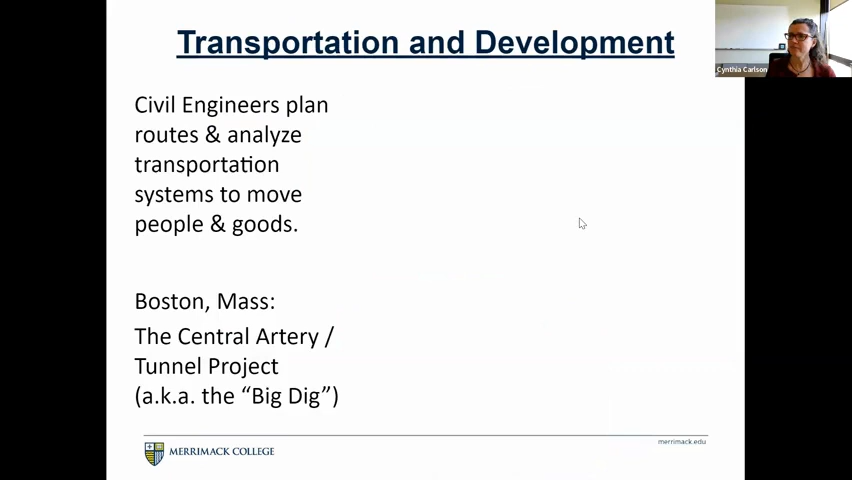 Transportation and Development
Cynthia Carlson
Civil Engineers plan
routes & analyze
transportation
systems to move
people & goods.
Boston, Mass:
The Central Artery /
Tunnel Project
(a.k.a. the “Big Dig”)
MERRIMACK COLLEGE
merrimack.edu